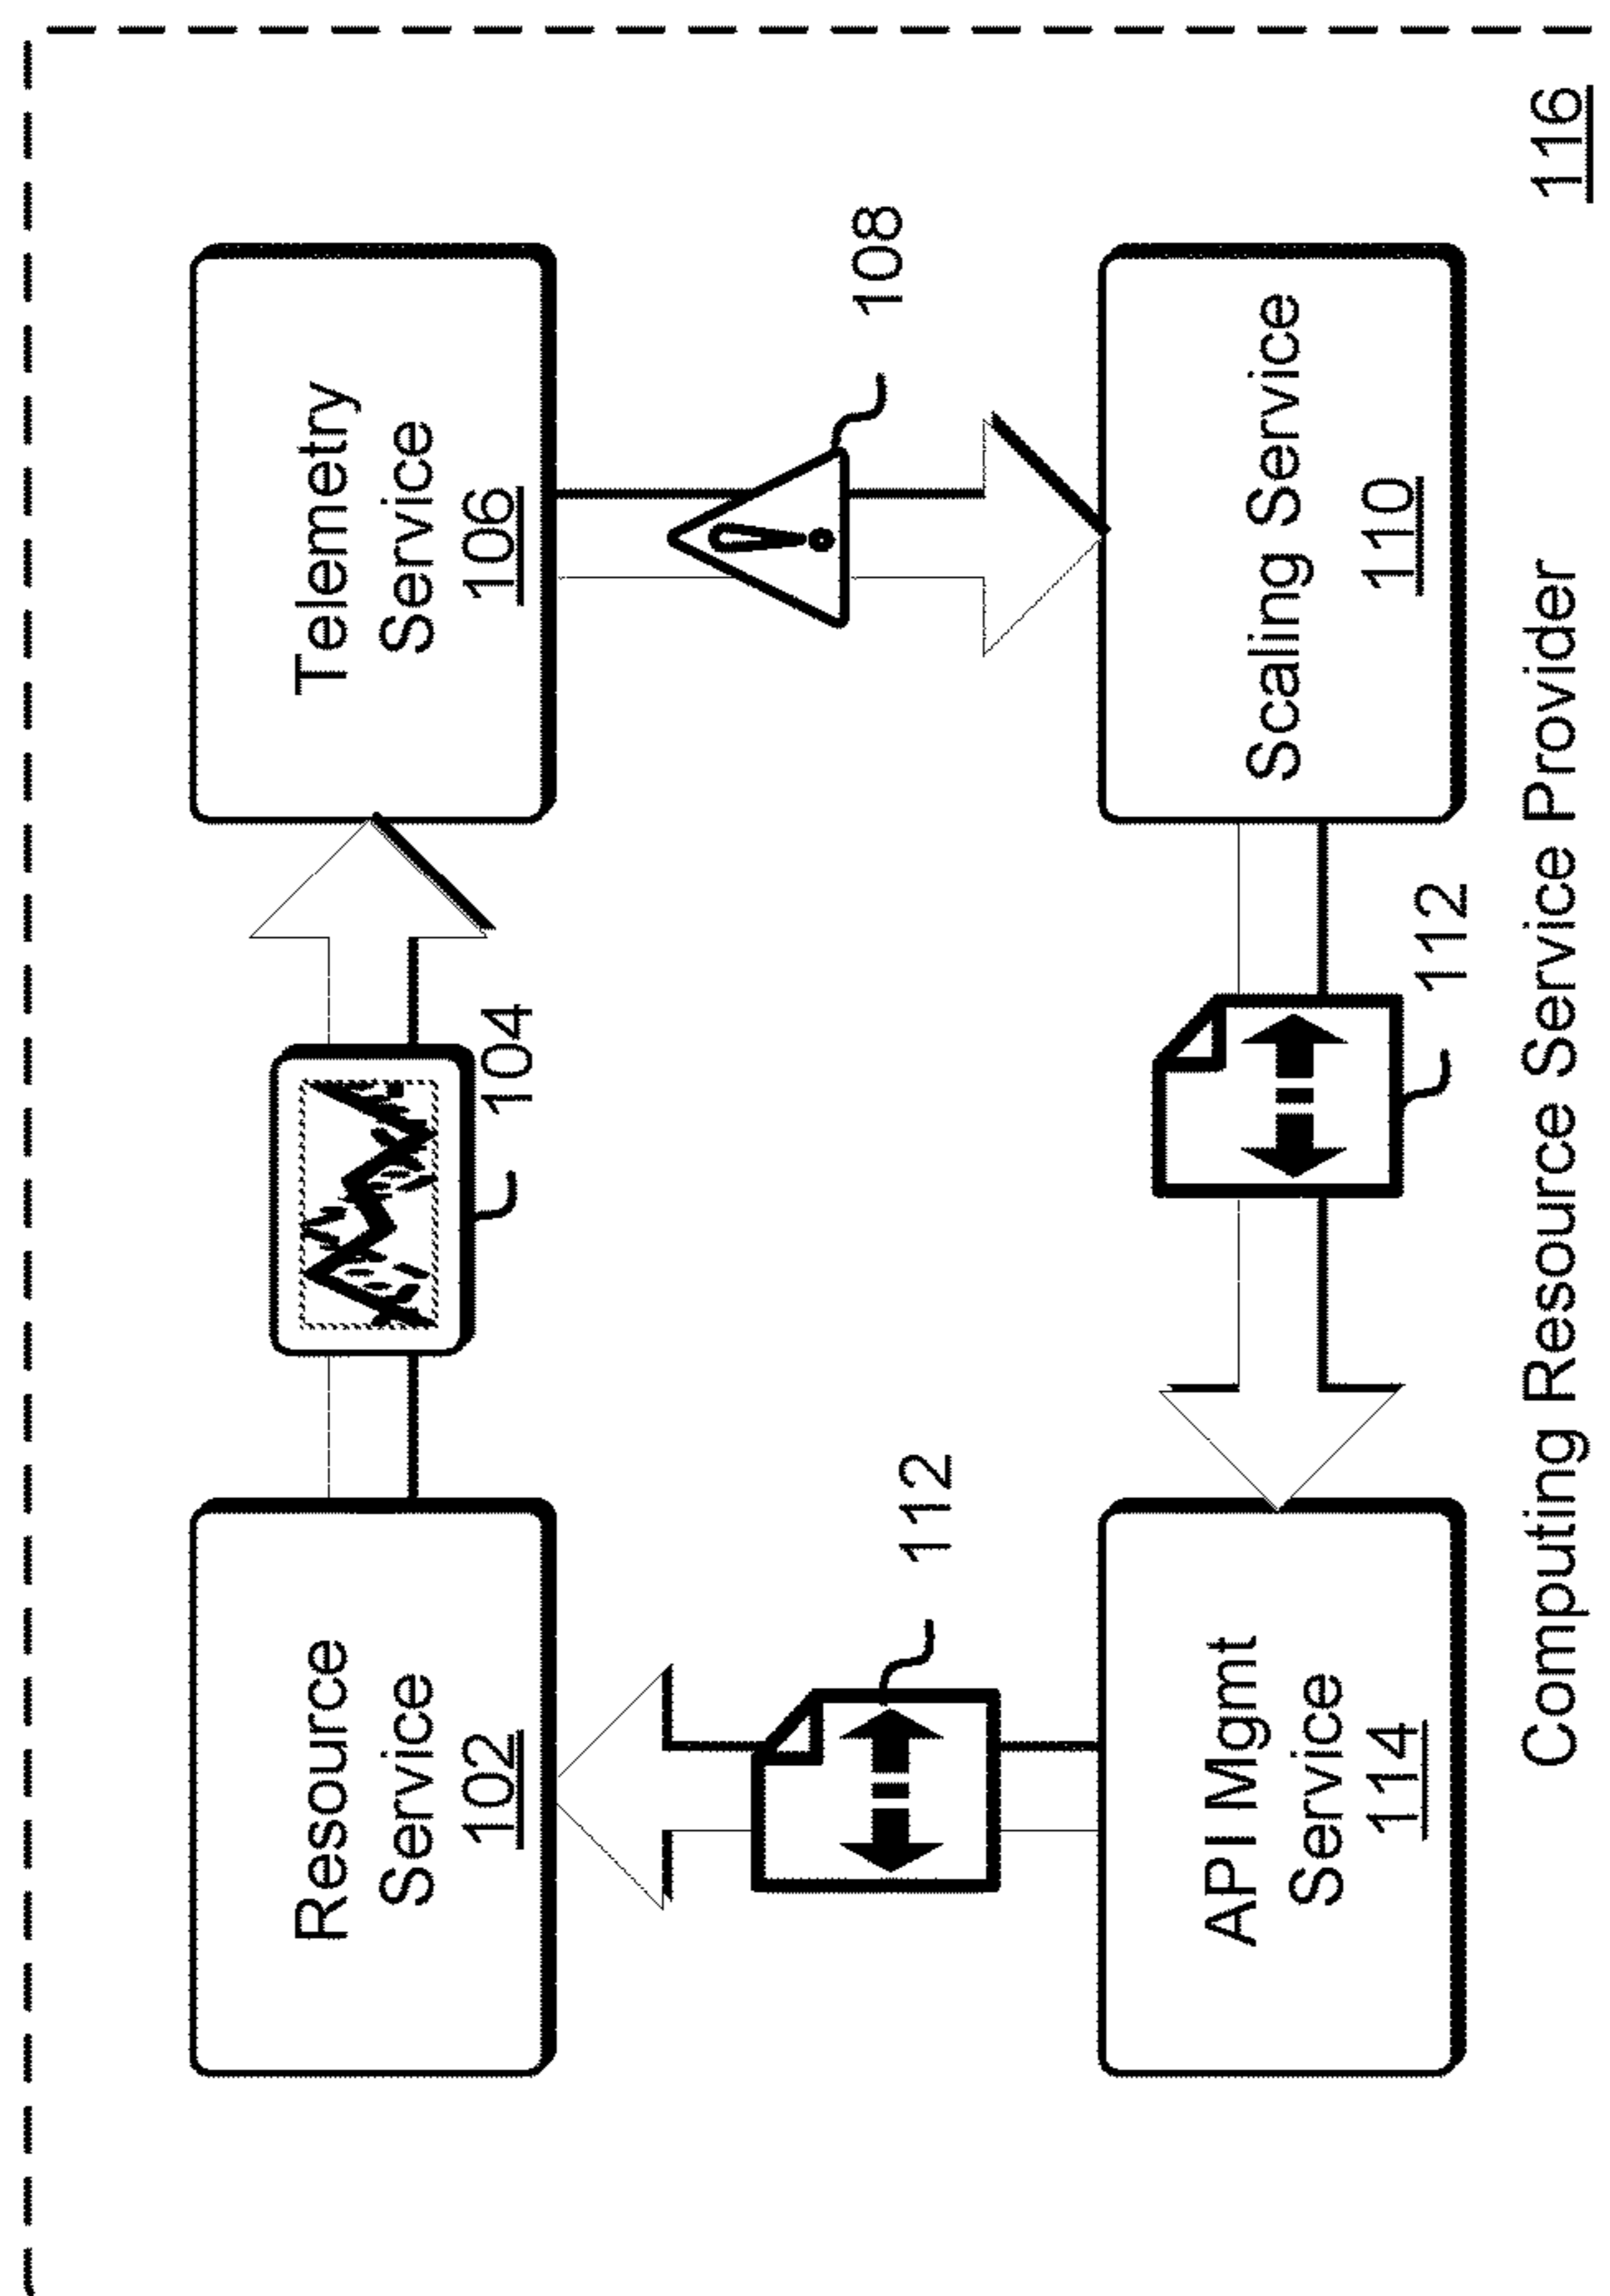 Resource
Service
102
104
Telemetry
Service
106
112
108
API Mgmt
Service
114
112
Scaling Service
110
Computing Resource Service Provider
116